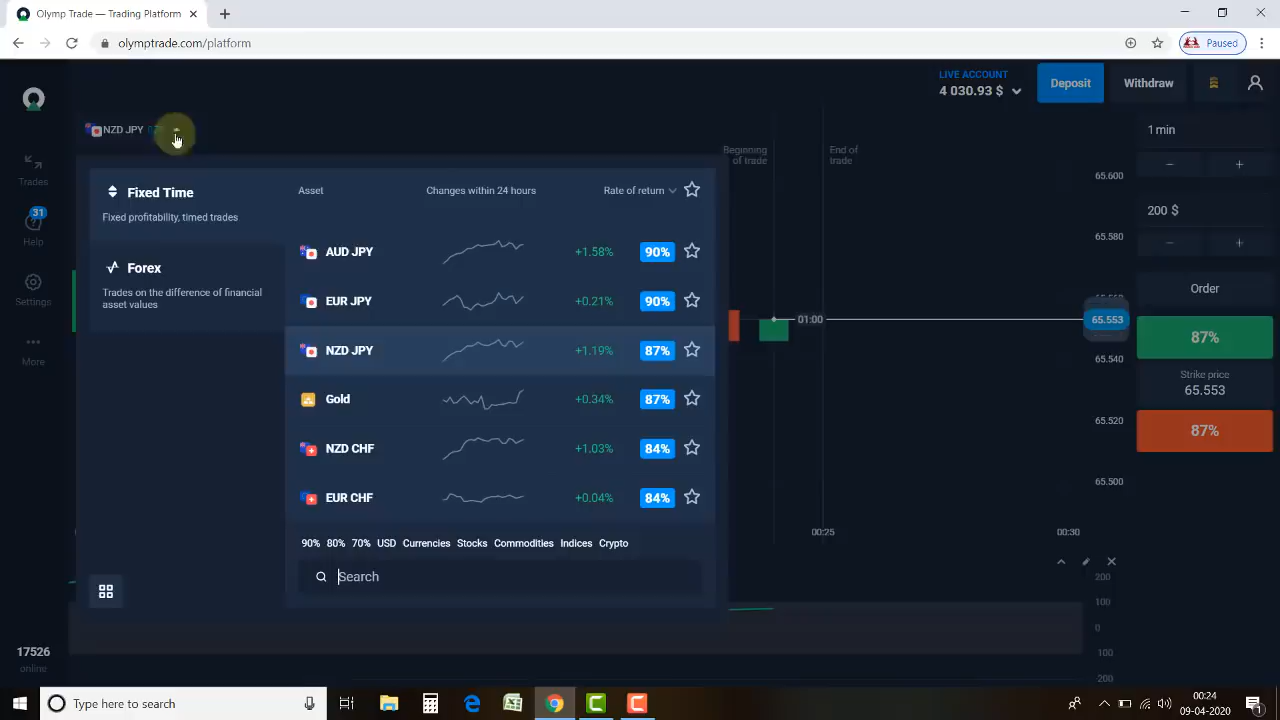 Olymp Trade — Trading Platform
olymptrade.com/platform
Paused
LIVE ACCOUNT
4 030.93 $
Deposit
Withdraw
NZD JPY
Beginning of trade
End of trade
1 min
− +
200 $
− +
Order
87%
Strike price
65.553
87%
Trades
31
Help
Settings
More
17526
online
Fixed Time
Fixed profitability, timed trades
Forex
Trades on the difference of financial
asset values
Asset Changes within 24 hours Rate of return
AUD JPY +1.58% 90%
EUR JPY +0.21% 90%
NZD JPY +1.19% 87%
Gold +0.34% 87%
NZD CHF +1.03% 84%
EUR CHF +0.04% 84%
90% 80% 70% USD Currencies Stocks Commodities Indices Crypto
Search
01:00
65.600
65.580
65.553
65.540
65.520
65.500
00:25 00:30
200
100
0
100
-200
Type here to search
00:24
09-04-2020